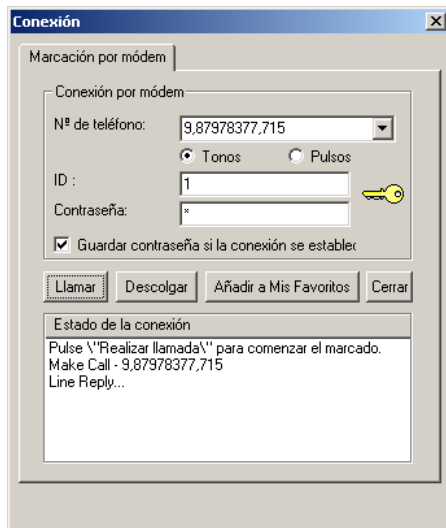 Conexión
Marcación por módem
Conexión por módem
Nª de teléfono: 9,87978377,715
Tonos Pulsos
ID : 1
Contraseña: *
Guardar contraseña si la conexión se establec
Llamar Descolgar Añadir a Mis Favoritos Cerrar
Estado de la conexión
Pulse \"Realizar llamada\" para comenzar el marcado.
Make Call - 9,87978377,715
Line Reply...